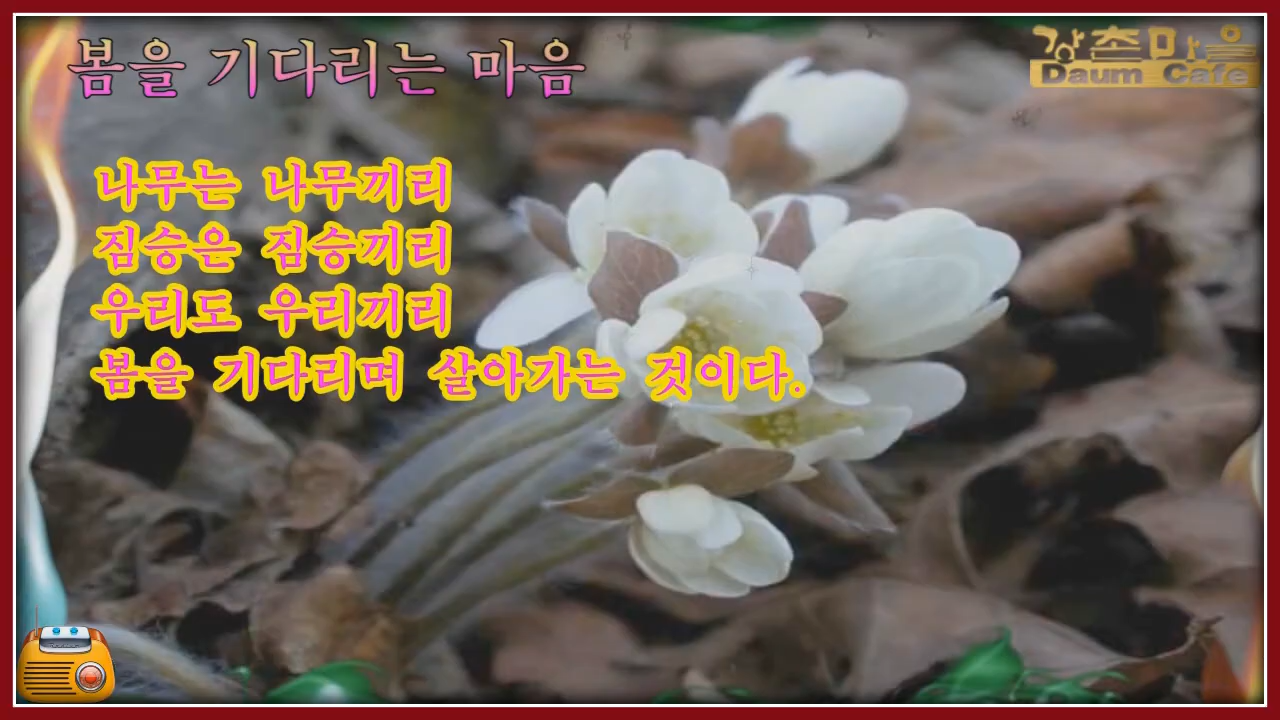 봄을 기다리는 마음
강촌마을
Daum Cafe
나무는 나무끼리
짐승은 짐승끼리
우리도 우리끼리
봄을 기다리며 살아가는 것이다.